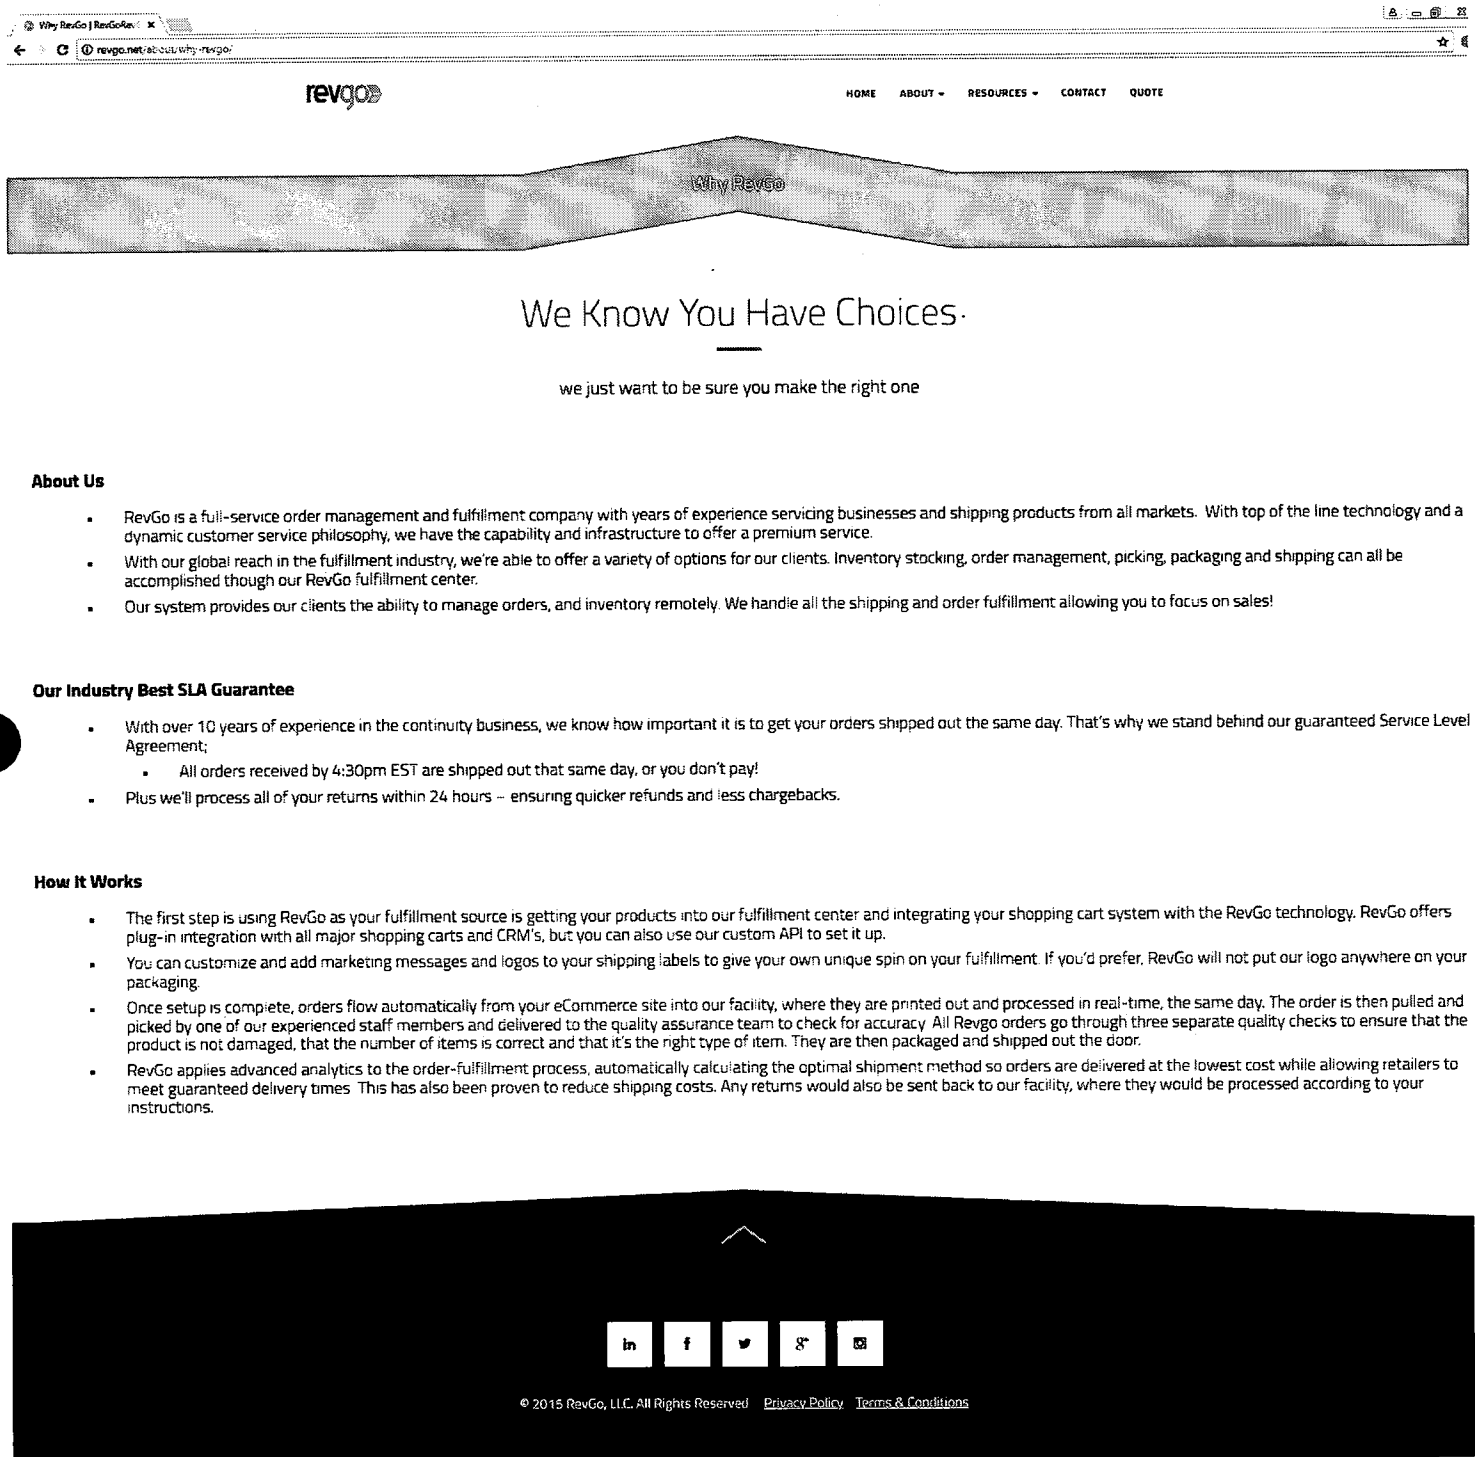 Why RevGo | RevGoRev
revgo.net/about/why-revgo/
revgo
HOME ABOUT RESOURCES CONTACT QUOTE
Why RevGo
We Know You Have Choices
we just want to be sure you make the right one
About Us
RevGo is a full-service order management and fulfillment company with years of experience servicing businesses and shipping products from all markets. With top of the line technology and a
dynamic customer service philosophy, we have the capability and infrastructure to offer a premium service.
With our global reach in the fulfillment industry, we're able to offer a variety of options for our clients. Inventory stocking, order management, picking, packaging and shipping can all be
accomplished though our RevGo fulfillment center.
Our system provides our clients the ability to manage orders, and inventory remotely. We handle all the shipping and order fulfillment allowing you to focus on sales!
Our Industry Best SLA Guarantee
With over 10 years of experience in the continuity business, we know how important it is to get your orders shipped out the same day. That's why we stand behind our guaranteed Service Level
Agreement;
All orders received by 4:30pm EST are shipped out that same day, or you don't pay!
Plus we'll process all of your returns within 24 hours – ensuring quicker refunds and less chargebacks.
How It Works
The first step is using RevGo as your fulfillment source is getting your products into our fulfillment center and integrating your shopping cart system with the RevGo technology. RevGo offers
plug-in integration with all major shopping carts and CRM's, but you can also use our custom API to set it up.
You can customize and add marketing messages and logos to your shipping labels to give your own unique spin on your fulfillment. If you'd prefer, RevGo will not put our logo anywhere on your
packaging.
Once setup is complete, orders flow automatically from your eCommerce site into our facility, where they are printed out and processed in real-time, the same day. The order is then pulled and
picked by one of our experienced staff members and delivered to the quality assurance team to check for accuracy. All Revgo orders go through three separate quality checks to ensure that the
product is not damaged, that the number of items is correct and that it's the right type of item. They are then packaged and shipped out the door.
RevGo applies advanced analytics to the order-fulfillment process, automatically calculating the optimal shipment method so orders are delivered at the lowest cost while allowing retailers to
meet guaranteed delivery times. This has also been proven to reduce shipping costs. Any returns would also be sent back to our facility, where they would be processed according to your
instructions.
in f g+
© 2015 RevGo, LLC. All Rights Reserved Privacy Policy Terms & Conditions